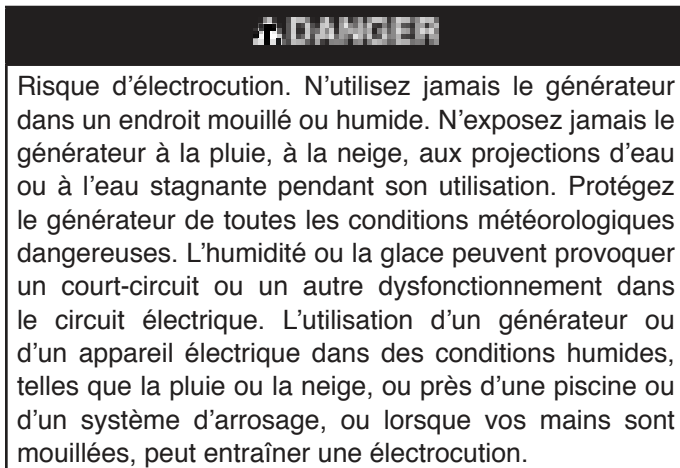 DANGER
Risque d’électrocution. N’utilisez jamais le générateur
dans un endroit mouillé ou humide. N’exposez jamais le
générateur à la pluie, à la neige, aux projections d’eau
ou à l’eau stagnante pendant son utilisation. Protégez
le générateur de toutes les conditions météorologiques
dangereuses. L’humidité ou la glace peuvent provoquer
un court-circuit ou un autre dysfonctionnement dans
le circuit électrique. L’utilisation d’un générateur ou
d’un appareil électrique dans des conditions humides,
telles que la pluie ou la neige, ou près d’une piscine ou
d’un système d’arrosage, ou lorsque vos mains sont
mouillées, peut entraîner une électrocution.